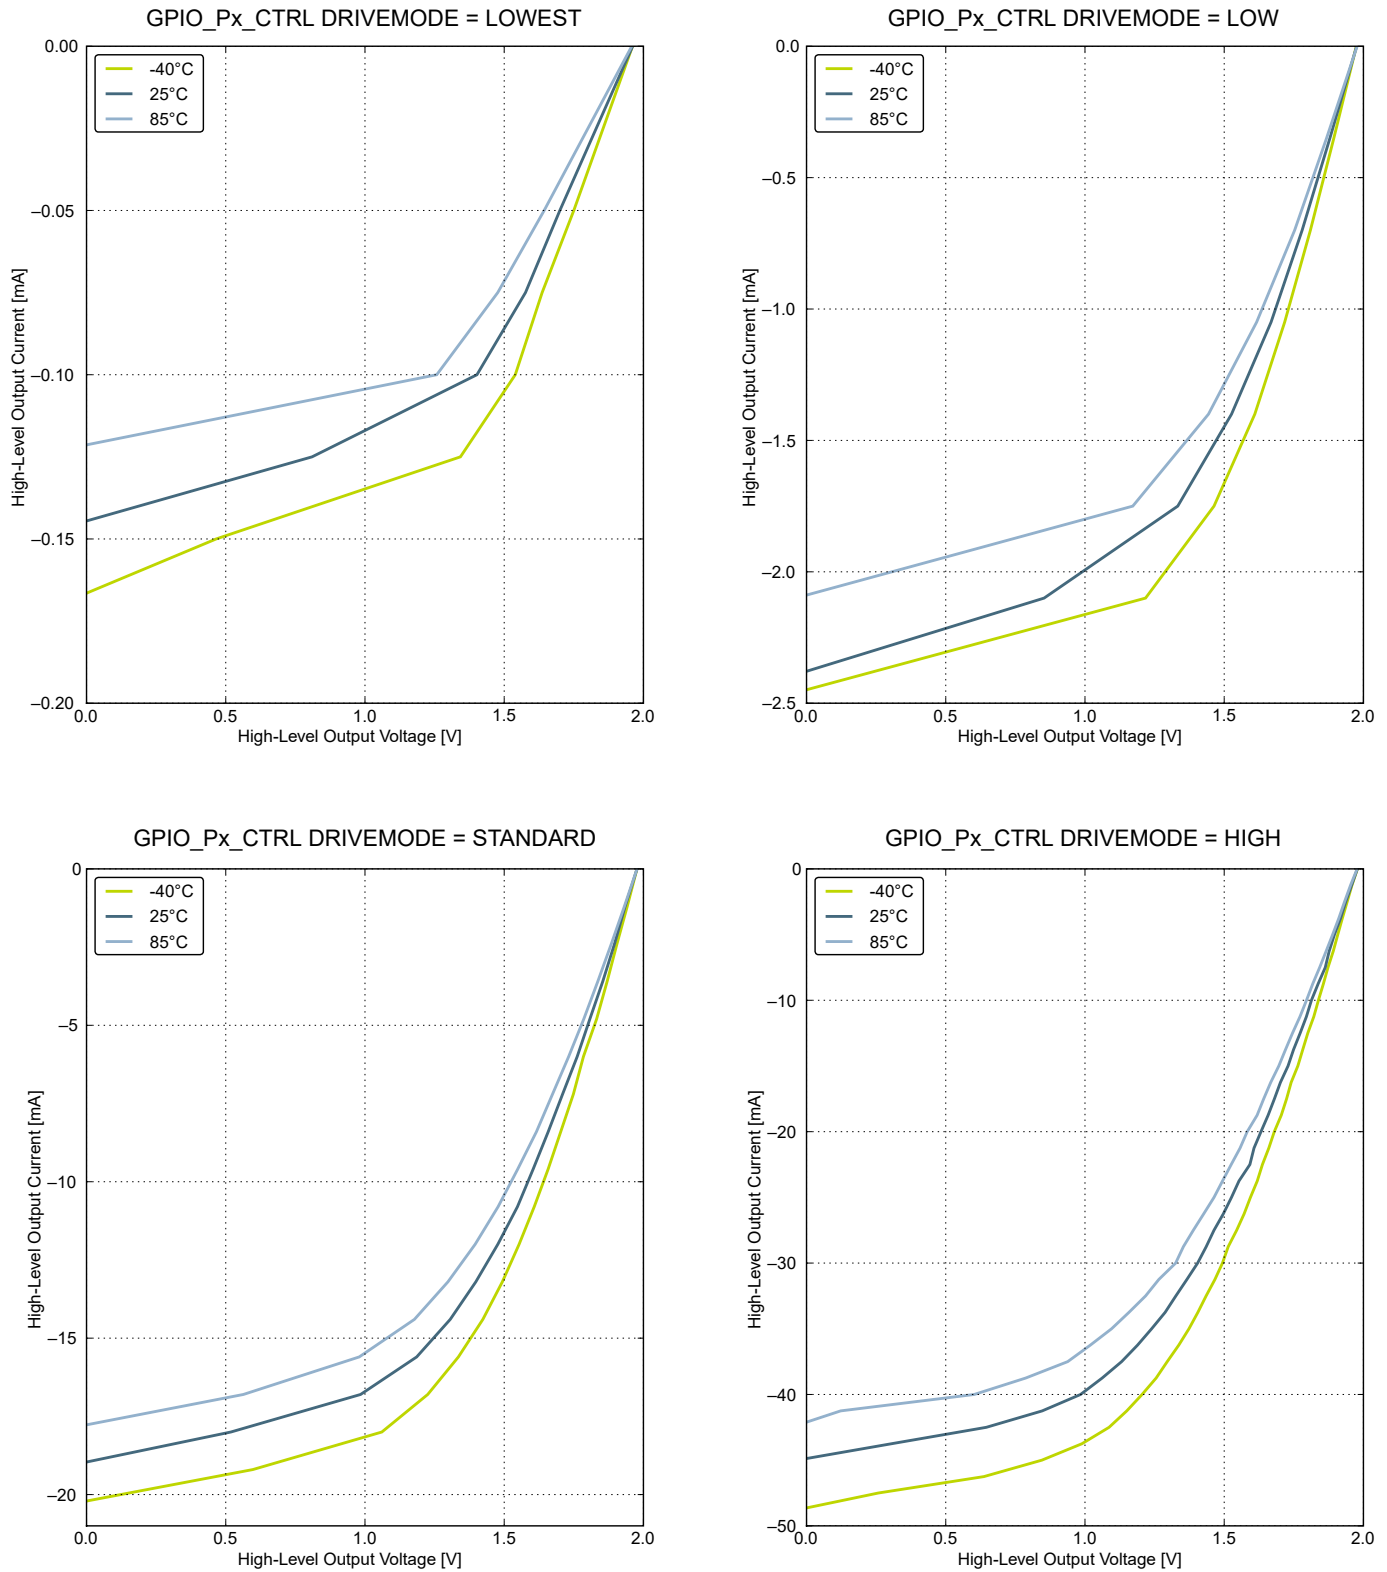 GPIO_Px_CTRL DRIVEMODE = LOWEST
0.00
–0.05
–0.10
–0.15
–0.20
High-Level Output Current [mA]
-40°C
25°C
85°C
0.0 0.5 1.0 1.5 2.0
High-Level Output Voltage [V]
GPIO_Px_CTRL DRIVEMODE = LOW
0.0
–0.5
–1.0
–1.5
–2.0
–2.5
High-Level Output Current [mA]
-40°C
25°C
85°C
0.0 0.5 1.0 1.5 2.0
High-Level Output Voltage [V]
GPIO_Px_CTRL DRIVEMODE = STANDARD
0
–5
–10
–15
–20
High-Level Output Current [mA]
-40°C
25°C
85°C
0.0 0.5 1.0 1.5 2.0
High-Level Output Voltage [V]
GPIO_Px_CTRL DRIVEMODE = HIGH
0
–10
–20
–30
–40
–50
High-Level Output Current [mA]
-40°C
25°C
85°C
0.0 0.5 1.0 1.5 2.0
High-Level Output Voltage [V]